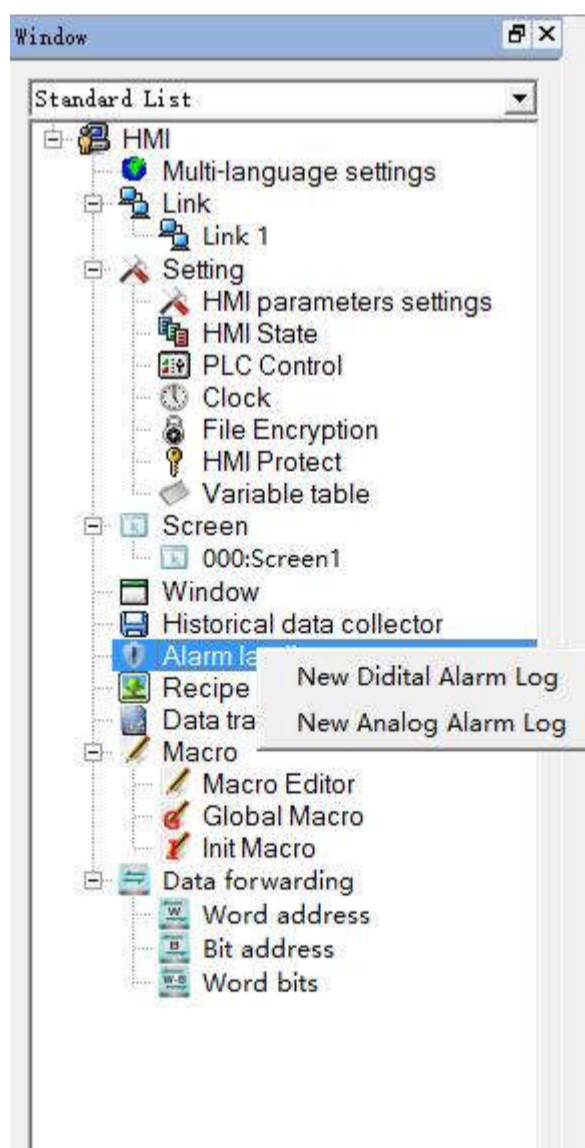 Window
Standard List
HMI
Multi-language settings
Link
Link 1
Setting
HMI parameters settings
HMI State
PLC Control
Clock
File Encryption
HMI Protect
Variable table
Screen
000:Screen1
Window
Historical data collector
Alarm
New Didital Alarm Log
Recipe
Data
New Analog Alarm Log
Macro
Macro Editor
Global Macro
Init Macro
Data forwarding
Word address
Bit address
Word bits